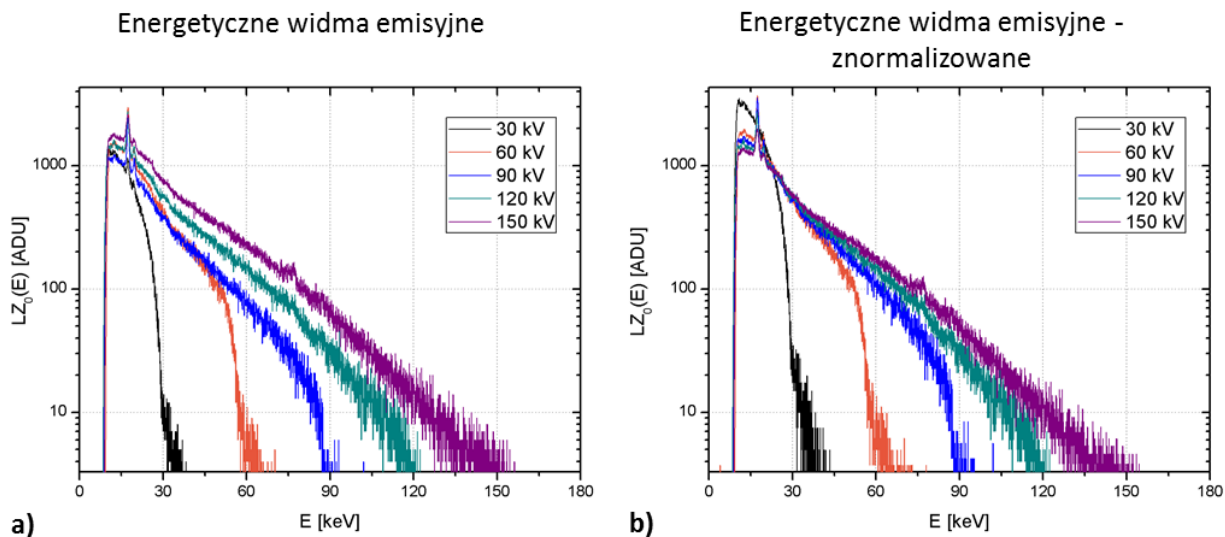 Energetyczne widma emisyjne
1000
100
10
LZ0(E) [ADU]
30 kV
60 kV
90 kV
120 kV
150 kV
0 30 60 90 120 150 180
E [keV]
a)
Energetyczne widma emisyjne -
znormalizowane
1000
100
10
LZ0(E) [ADU]
30 kV
60 kV
90 kV
120 kV
150 kV
0 30 60 90 120 150 180
E [keV]
b)